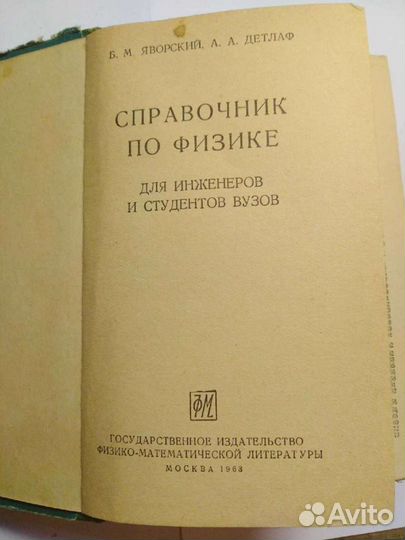 Б. М. ЯВОРСКИЙ, А. А. ДЕТЛАФ
СПРАВОЧНИК
ПО ФИЗИКЕ
ДЛЯ ИНЖЕНЕРОВ
И СТУДЕНТОВ ВУЗОВ
ФМ
ГОСУДАРСТВЕННОЕ ИЗДАТЕЛЬСТВО
ФИЗИКО-МАТЕМАТИЧЕСКОЙ ЛИТЕРАТУРЫ
МОСКВА 1963
Avito